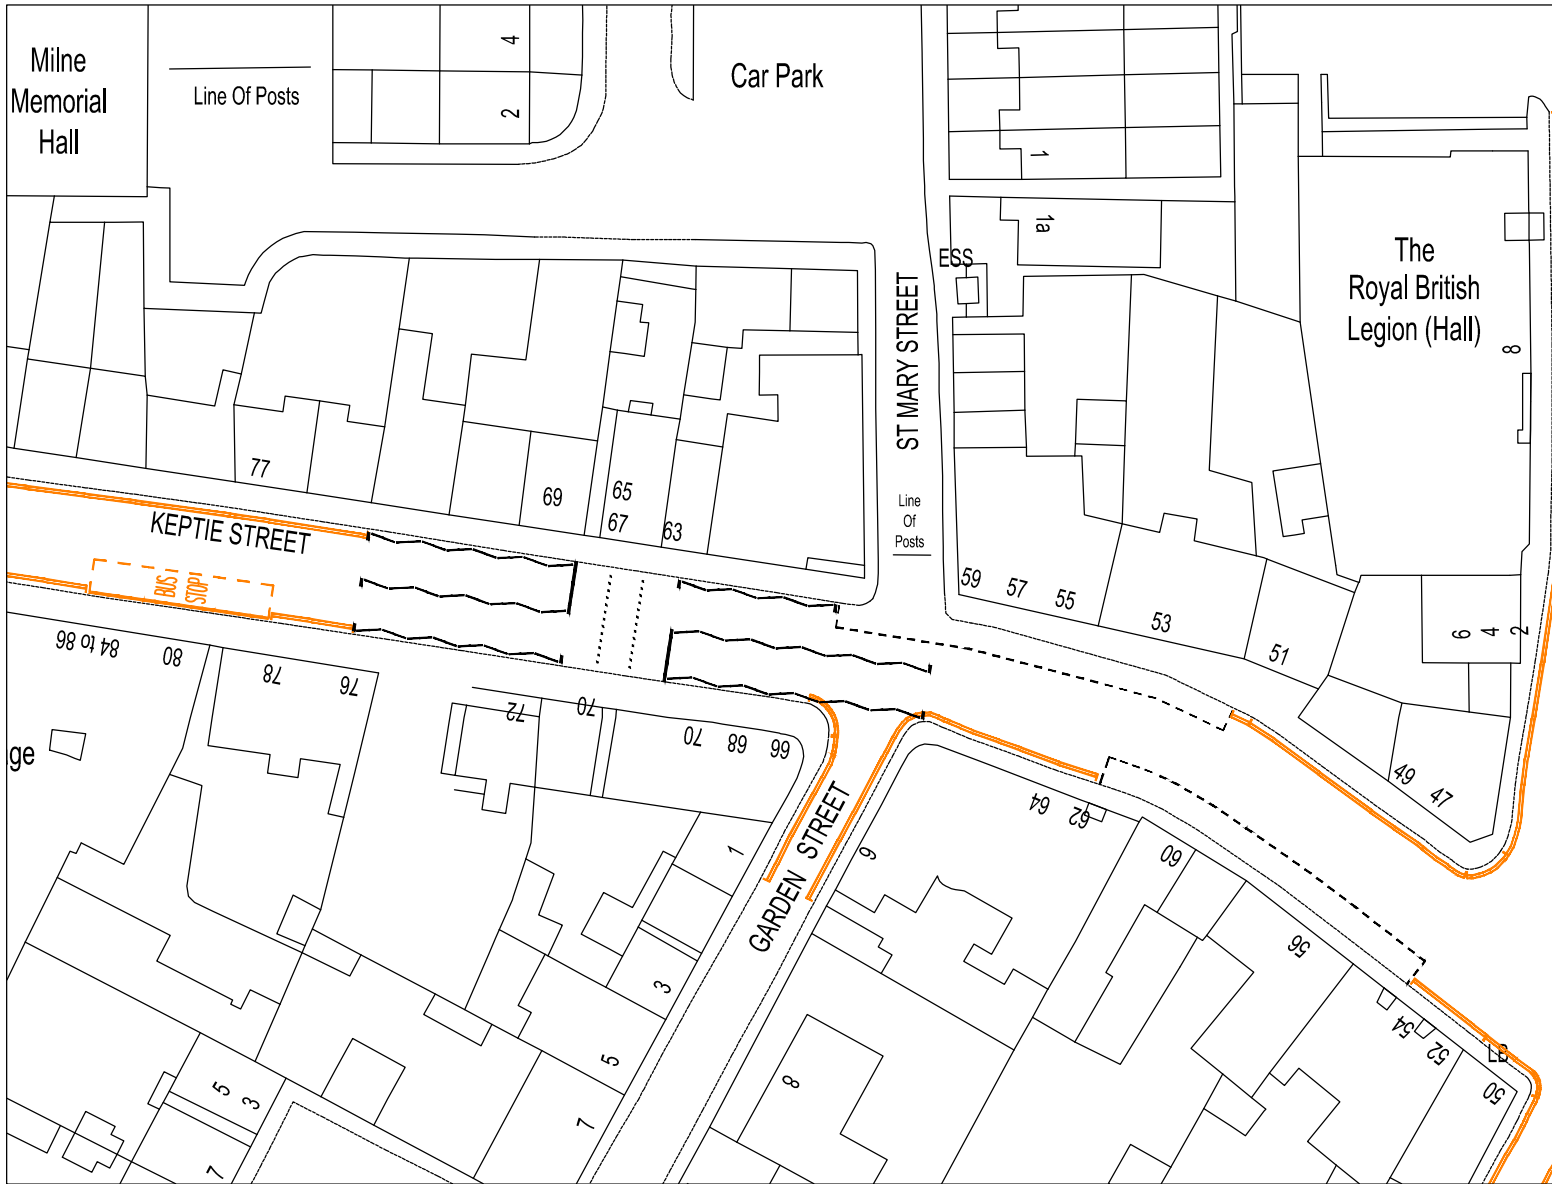 Milne
Memorial
Hall
Line Of Posts
4
2
Car Park
1
1a
ESS
The
Royal British
Legion (Hall)
8
ST MARY STREET
Line
Of
Posts
77
69
65
67
63
KEPTIE STREET
BUS
STOP
59
57
55
53
51
6
4
2
49
47
84 to 86
80
78
76
72
70
70
68
66
ge
64
62
60
56
54
52
50
LB
GARDEN STREET
1
3
5
7
9
8
5
3
7